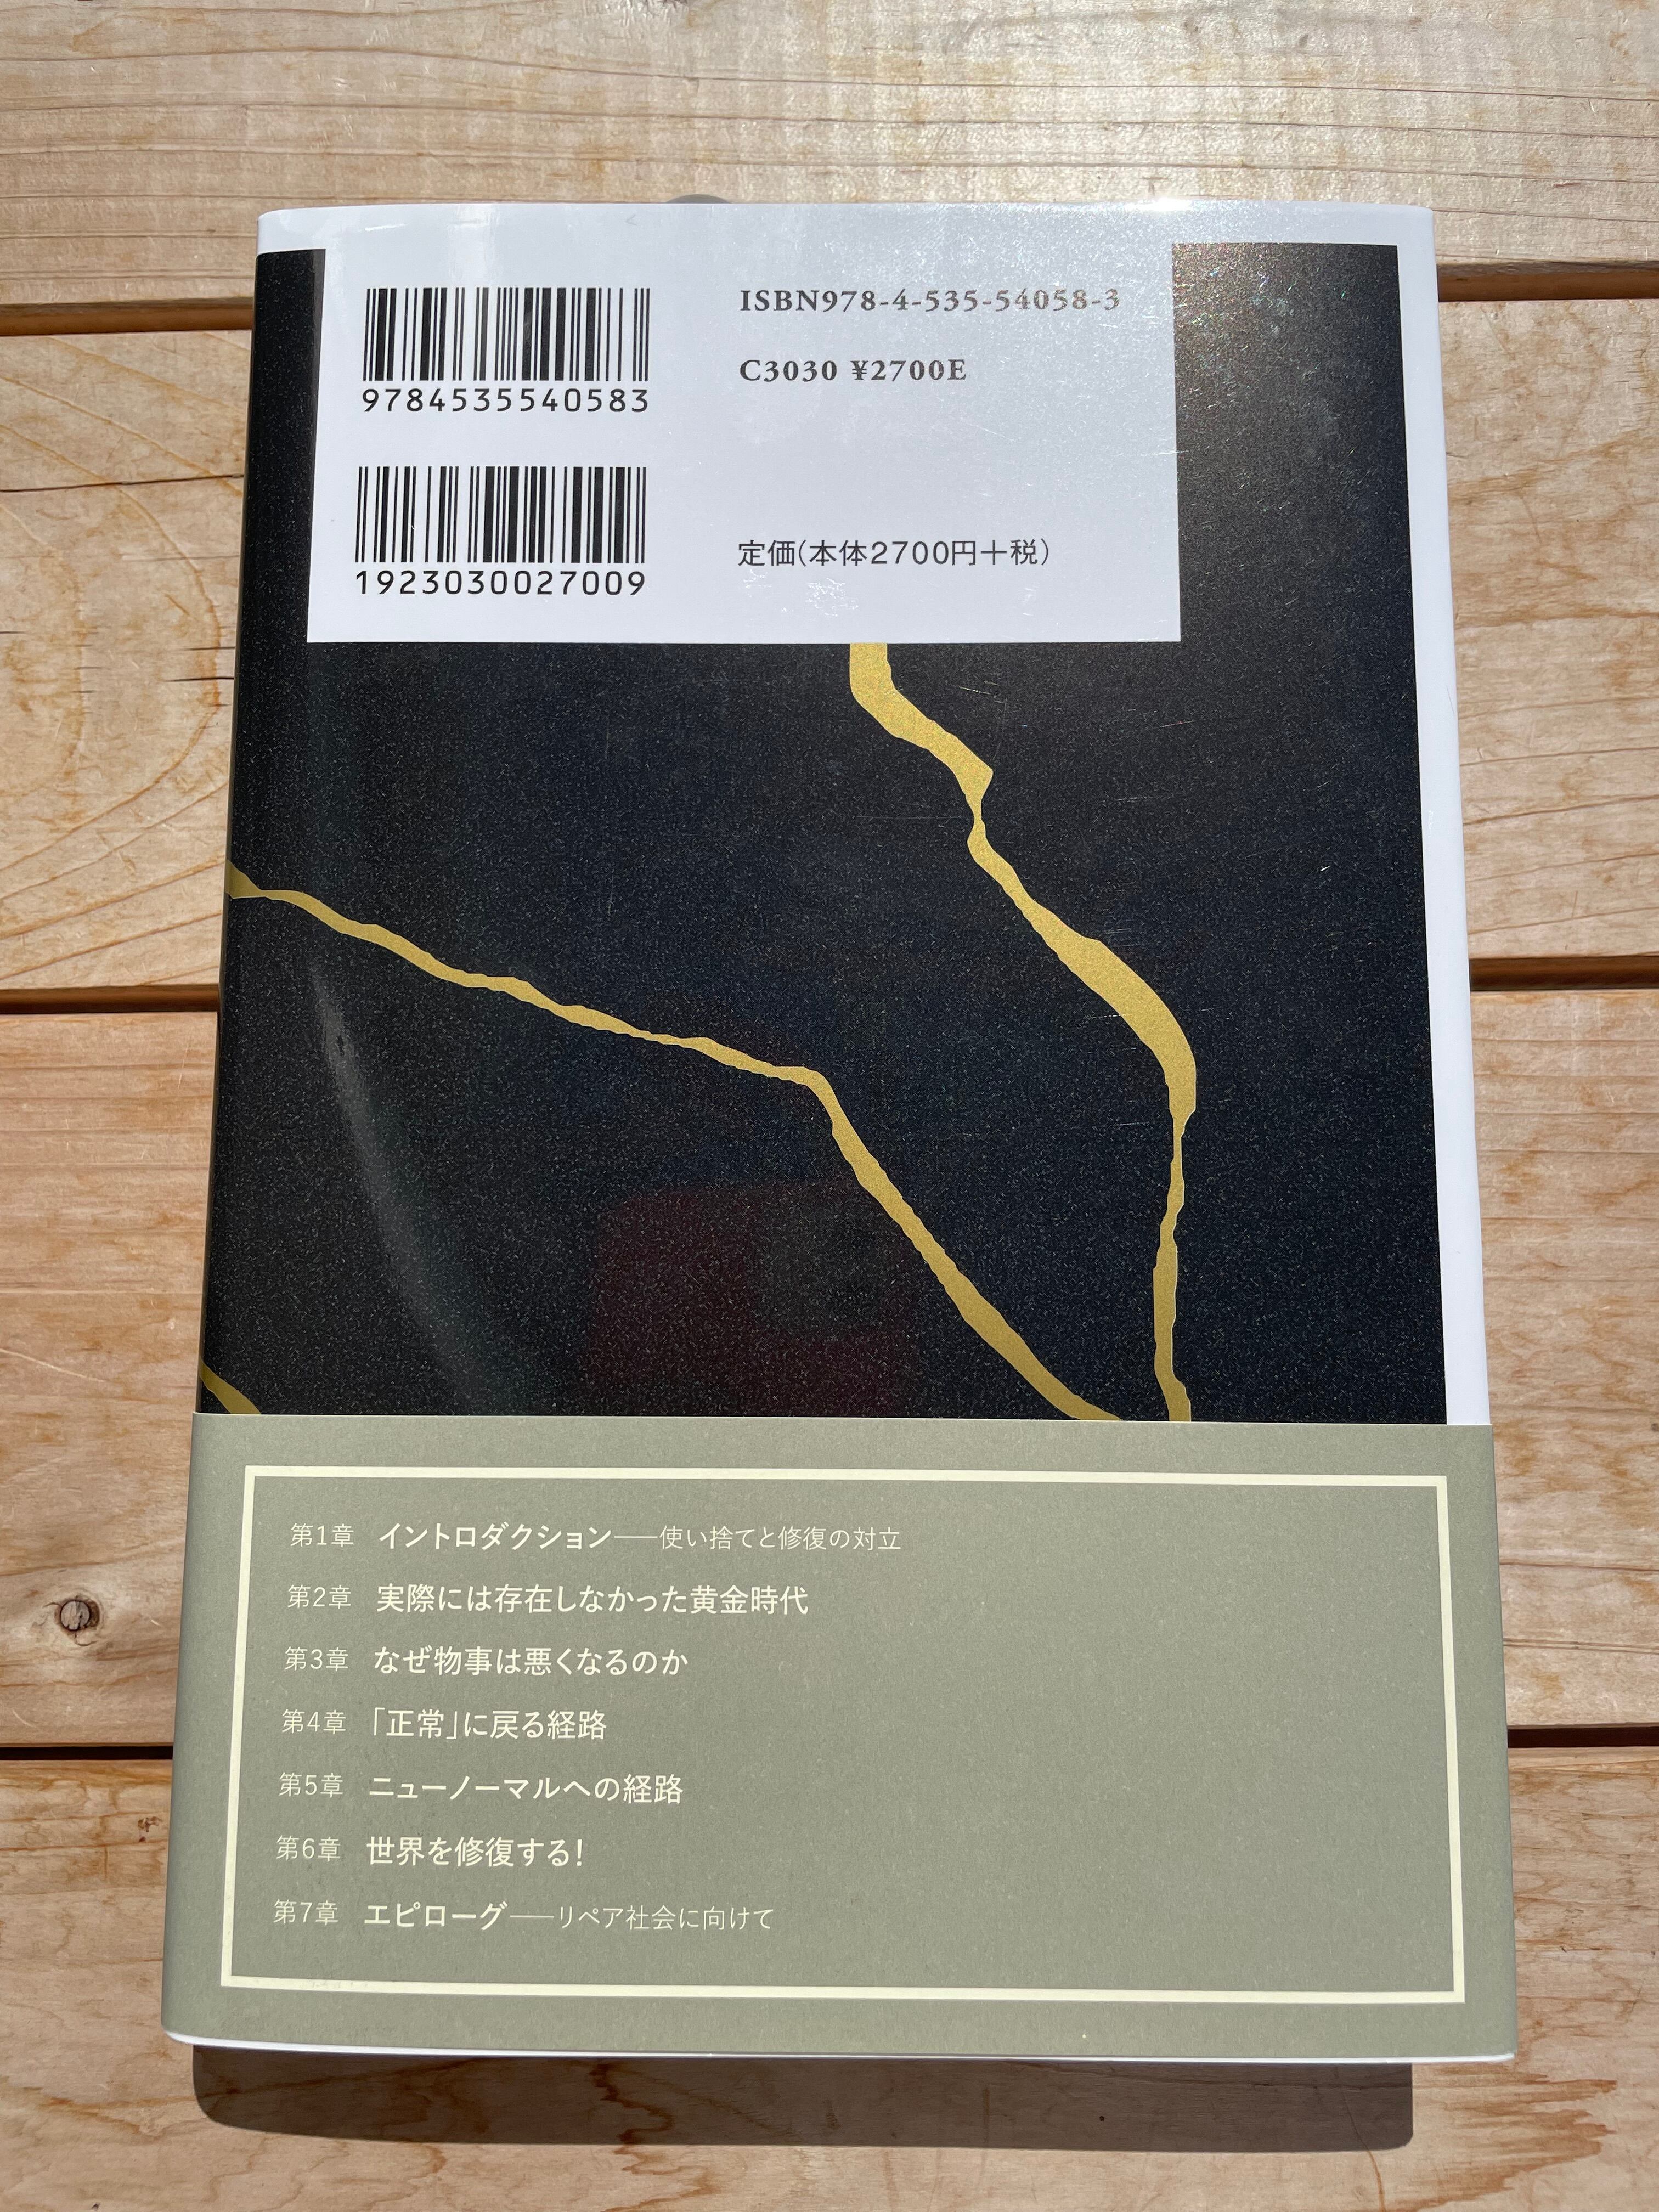 9784535540583
ISBN978-4-535-54058-3
C3030 ¥2700E
1923030027009
定価(本体2700円+税)
第1章 イントロダクション――使い捨てと修復の対立
第2章 実際には存在しなかった黄金時代
第3章 なぜ物事は悪くなるのか
第4章 「正常」に戻る経路
第5章 ニューノーマルへの経路
第6章 世界を修復する!
第7章 エピローグ――リペア社会に向けて